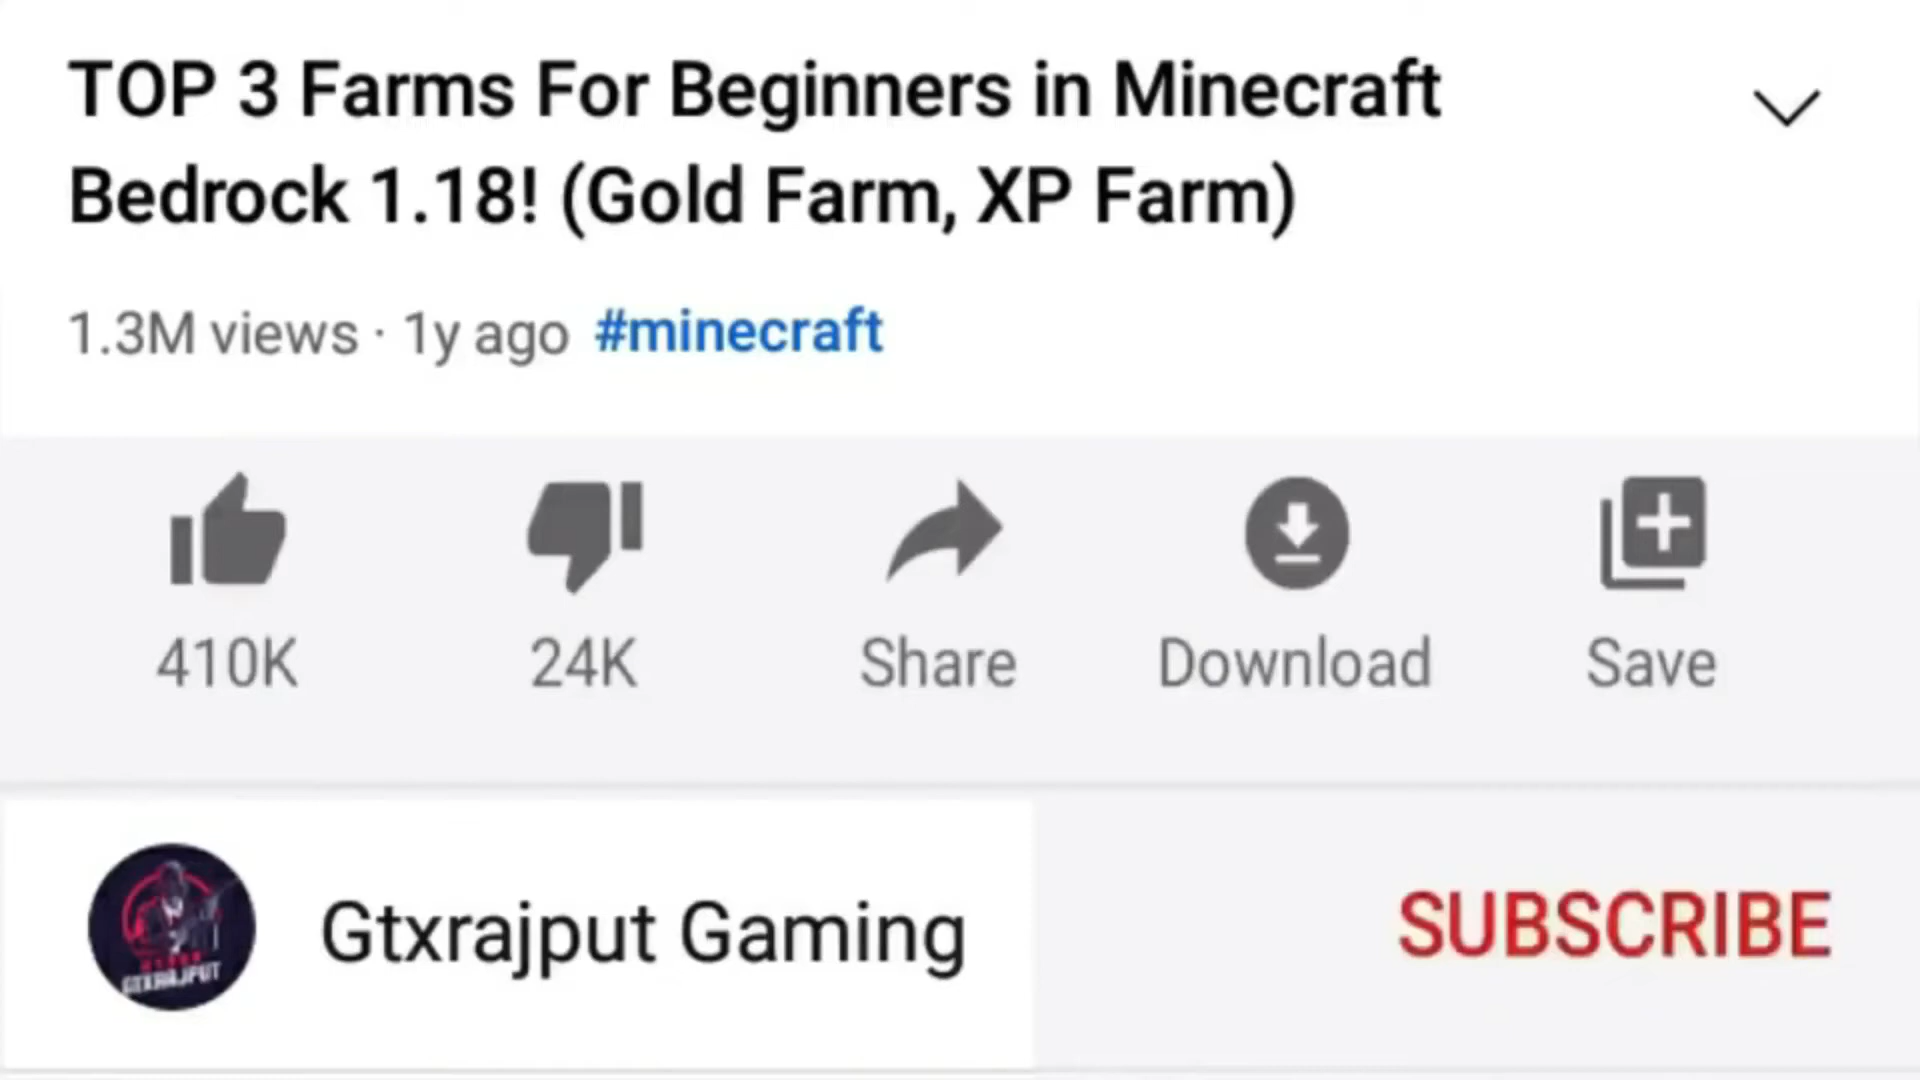 TOP 3 Farms For Beginners in Minecraft
Bedrock 1.18! (Gold Farm, XP Farm)
1.3M views · 1y ago #minecraft
410K 24K Share Download Save
GTXRAJPUT
Gtxrajput Gaming
SUBSCRIBE